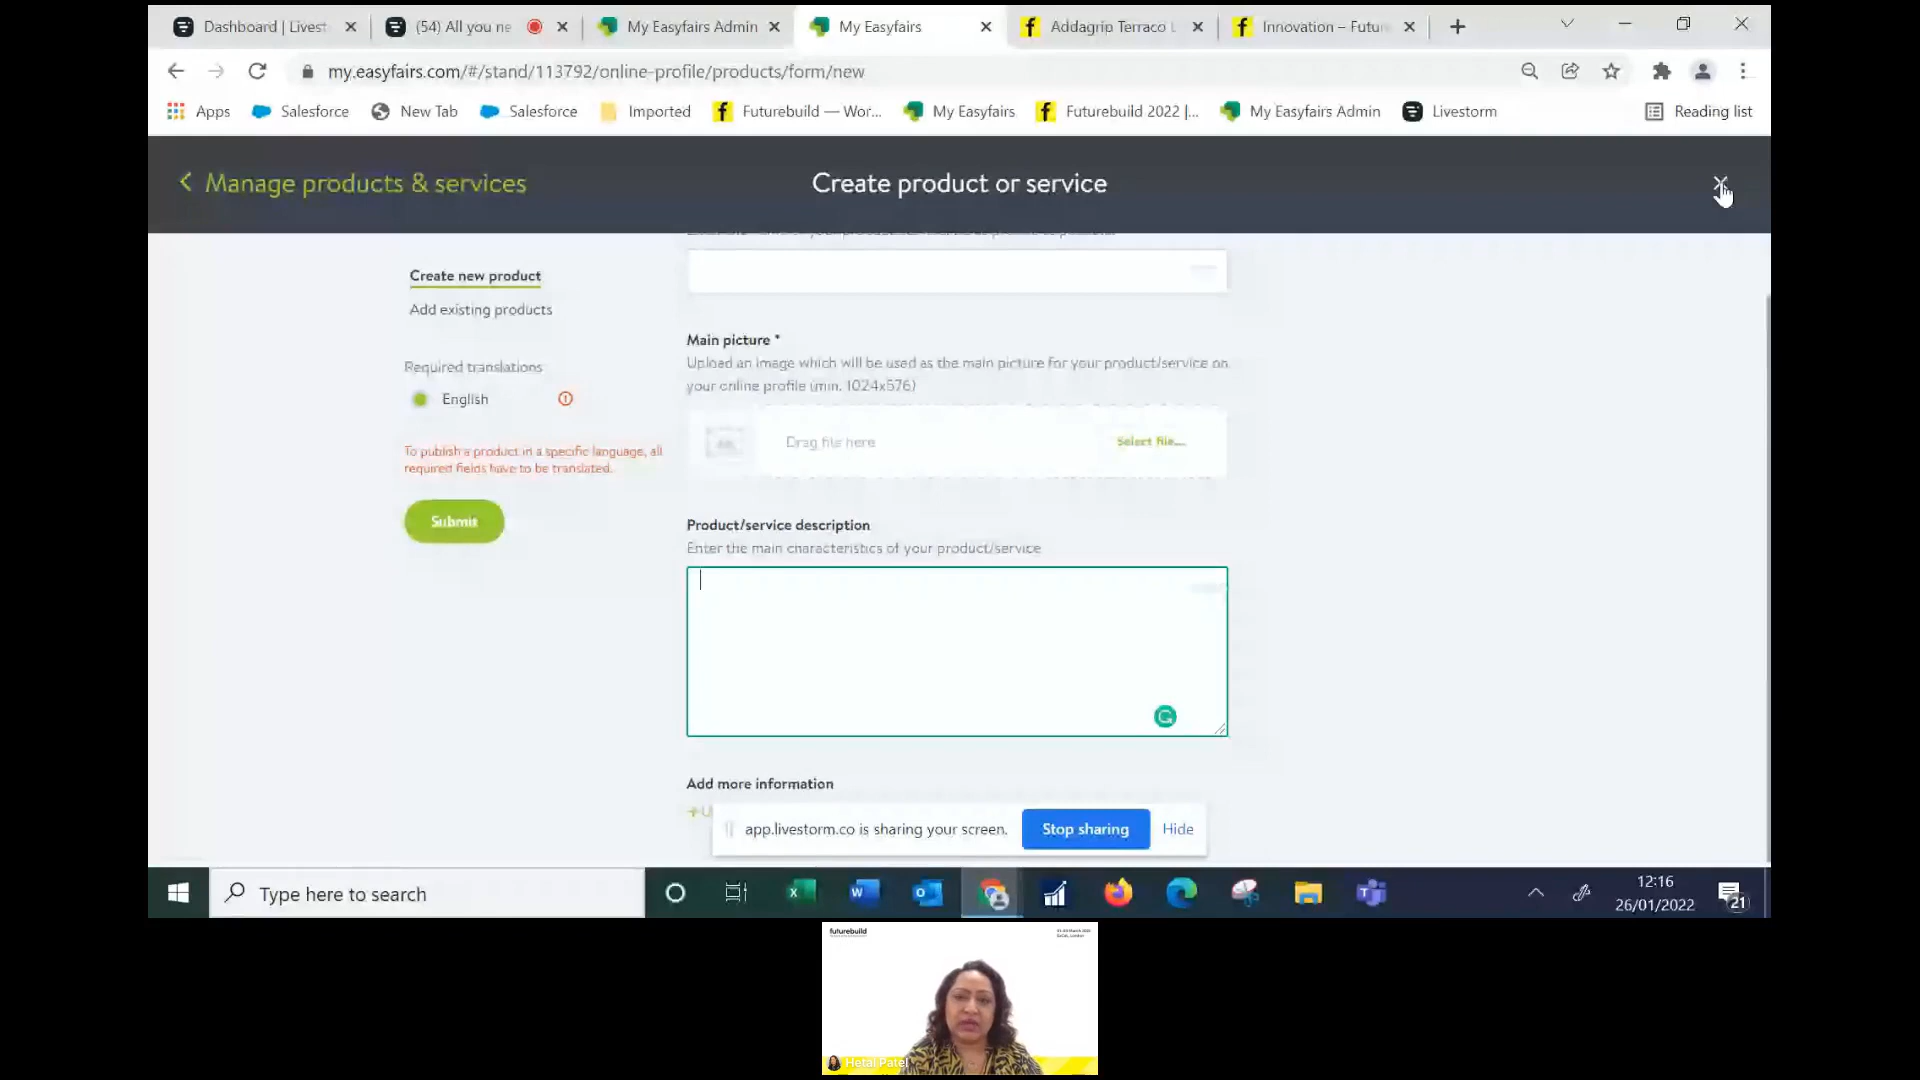 Dashboard | Livest
(54) All you ne
My Easyfairs Admin
My Easyfairs
Addagrip Terraco L
Innovation – Futur
my.easyfairs.com/#/stand/113792/online-profile/products/form/new
Apps
Salesforce
New Tab
Salesforce
Imported
Futurebuild — Wor...
My Easyfairs
Futurebuild 2022 |...
My Easyfairs Admin
Livestorm
Reading list
Manage products & services
Create product or service
Create new product
Add existing products
Required translations
English
To publish a product in a specific language, all
required fields have to be translated.
Submit
Main picture *
Upload an image which will be used as the main picture for your product/service on
your online profile (min. 1024x576)
Drag file here
Select file...
Product/service description
Enter the main characteristics of your product/service
Add more information
app.livestorm.co is sharing your screen.
Stop sharing
Hide
Type here to search
12:16
26/01/2022
21
futurebuild
Hetal Patel